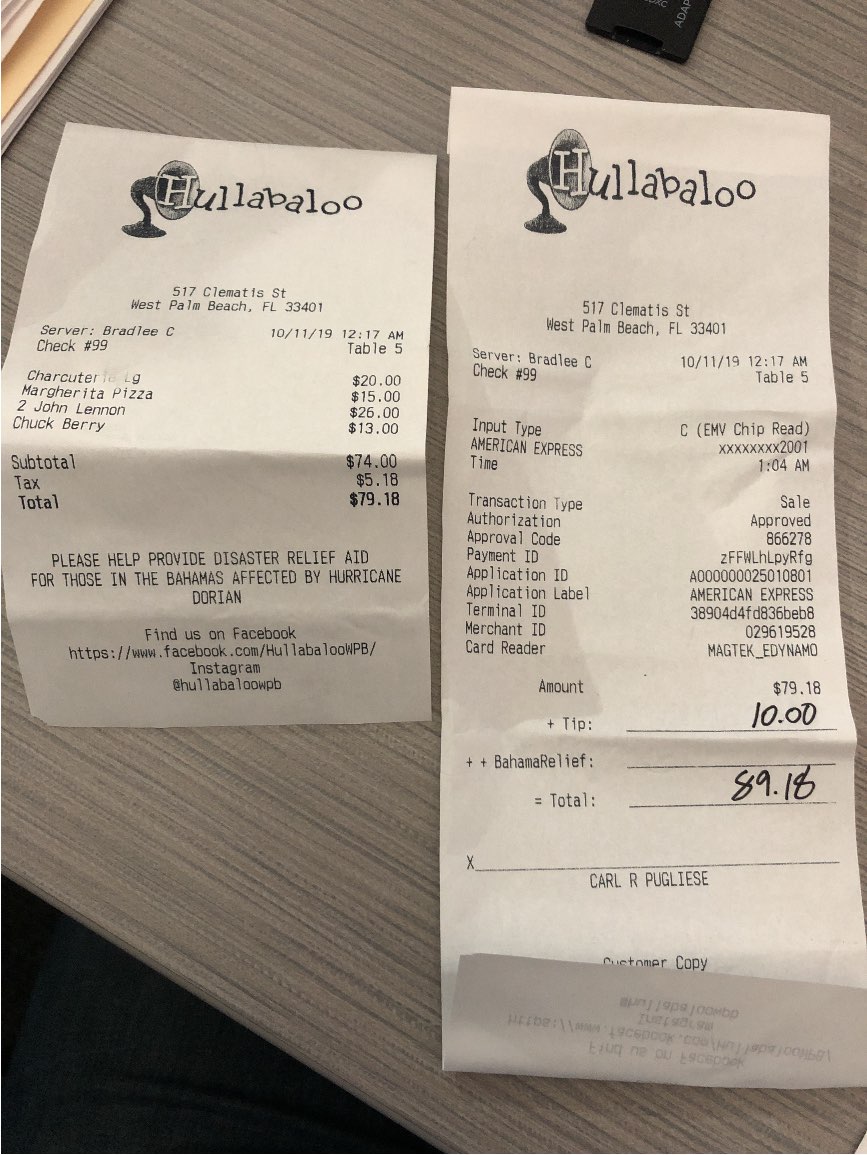 Hullabaloo
517 Clematis St
West Palm Beach, FL 33401
Server: Bradlee C 10/11/19 12:17 AM
Check #99 Table 5
Charcuterie Lg $20.00
Margherita Pizza $15.00
2 John Lennon $26.00
Chuck Berry $13.00
Subtotal $74.00
Tax $5.18
Total $79.18
PLEASE HELP PROVIDE DISASTER RELIEF AID
FOR THOSE IN THE BAHAMAS AFFECTED BY HURRICANE
DORIAN
Find us on Facebook
https://www.facebook.com/HullabalooWPB/
Instagram
@hullabaloowpb
Hullabaloo
517 Clematis St
West Palm Beach, FL 33401
Server: Bradlee C 10/11/19 12:17 AM
Check #99 Table 5
Input Type C (EMV Chip Read)
AMERICAN EXPRESS xxxxxxxx2001
Time 1:04 AM
Transaction Type Sale
Authorization Approved
Approval Code 866278
Payment ID zFFWLhLpyRfg
Application ID A000000025010801
Application Label AMERICAN EXPRESS
Terminal ID 38904d4fd836beb8
Merchant ID 029619528
Card Reader MAGTEK_EDYNAMO
Amount $79.18
+ Tip: 10.00
+ + BahamaRelief:
= Total: 89.18
X
CARL R PUGLIESE
Customer Copy
@hullabaloowpb
Instagram
https://www.facebook.com/HullabalooWPB/
Find us on Facebook